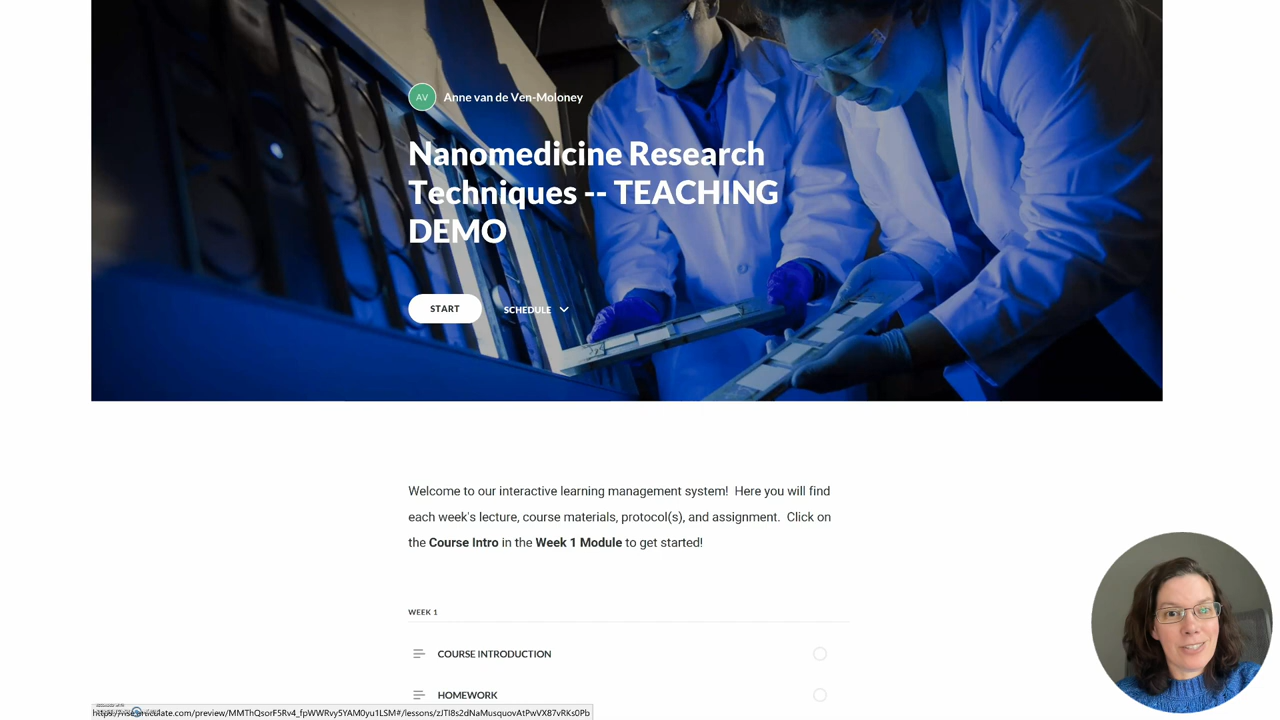 AV Anne van de Ven-Moloney
Nanomedicine Research
Techniques -- TEACHING
DEMO
START SCHEDULE
Welcome to our interactive learning management system!  Here you will find
each week's lecture, course materials, protocol(s), and assignment.  Click on
the Course Intro in the Week 1 Module to get started!
WEEK 1
COURSE INTRODUCTION
HOMEWORK